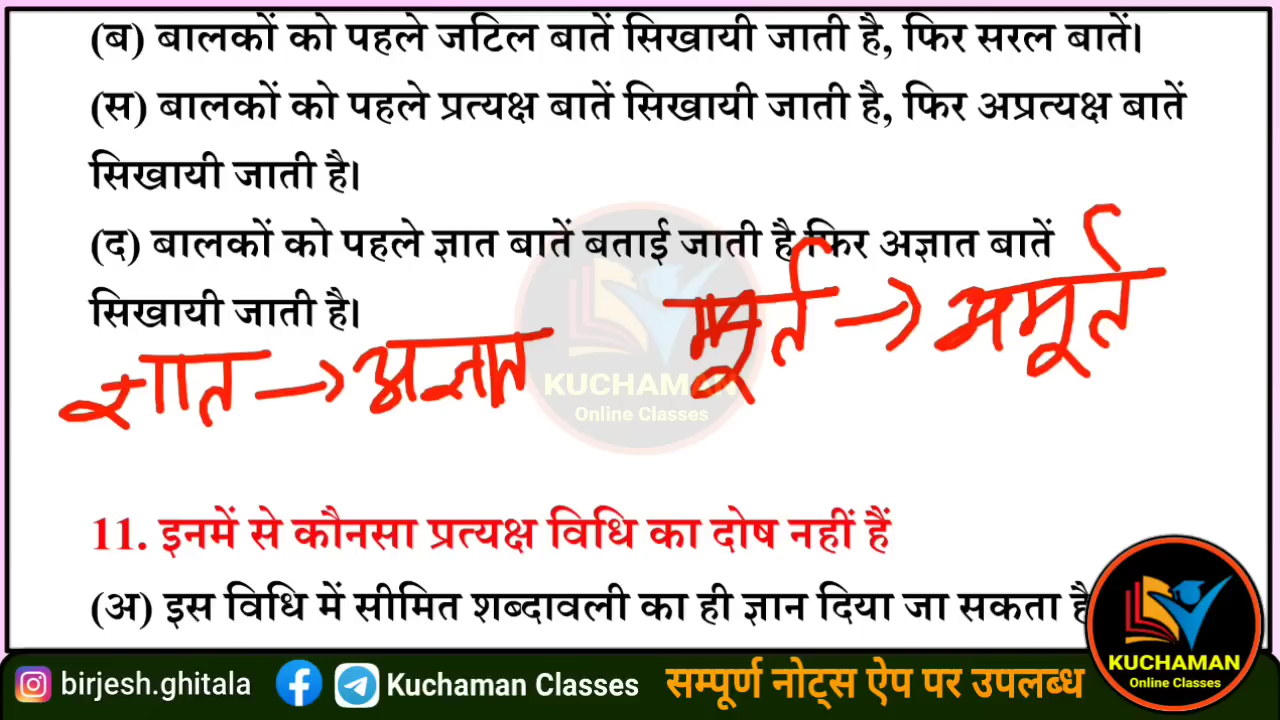 (ब) बालकों को पहले जटिल बातें सिखायी जाती है, फिर सरल बातें।
(स) बालकों को पहले प्रत्यक्ष बातें सिखायी जाती है, फिर अप्रत्यक्ष बातें
सिखायी जाती है।
(द) बालकों को पहले ज्ञात बातें बताई जाती है फिर अज्ञात बातें
सिखायी जाती है।
ज्ञात → अज्ञात मूर्त → अमूर्त
KUCHAMAN
Online Classes
11. इनमें से कौनसा प्रत्यक्ष विधि का दोष नहीं हैं
(अ) इस विधि में सीमित शब्दावली का ही ज्ञान दिया जा सकता है
KUCHAMAN
Online Classes
birjesh.ghitala Kuchaman Classes सम्पूर्ण नोट्स ऐप पर उपलब्ध